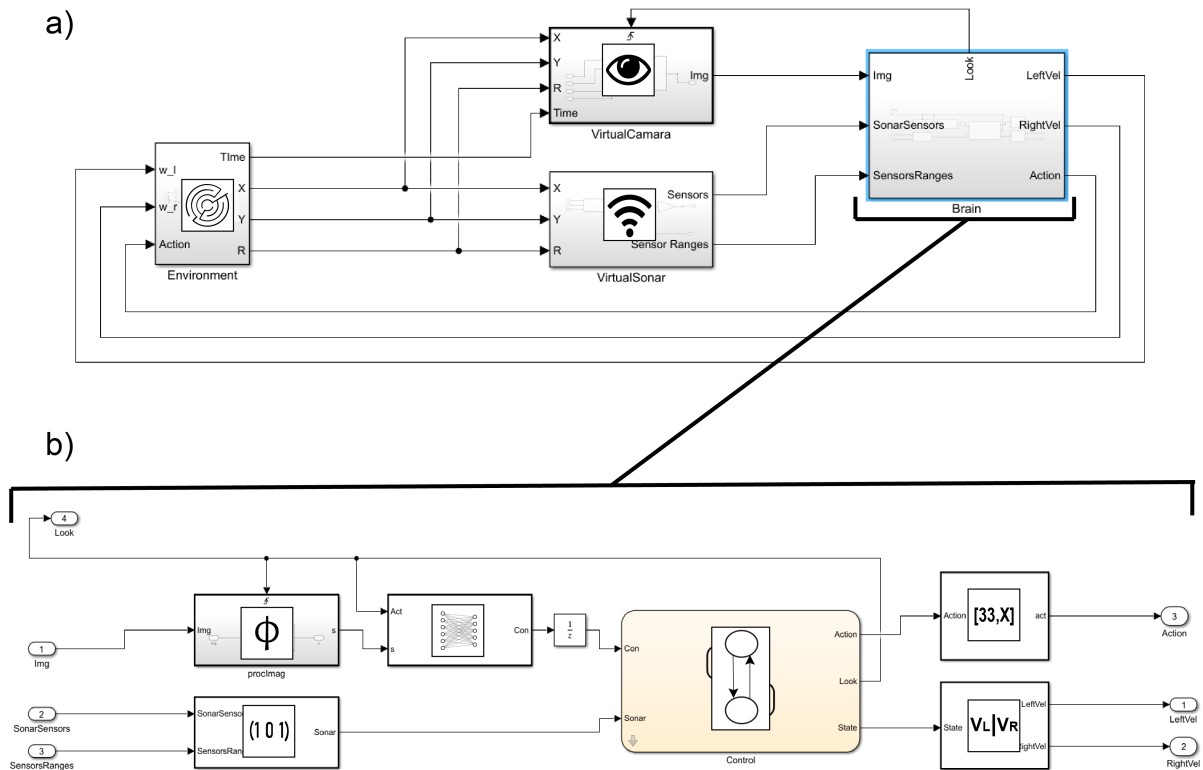 a)
X
Y
R
Time
Img
VirtualCamara
Look
Img
SonarSensors
SensorsRanges
LeftVel
RightVel
Action
Brain
w_l
w_r
Action
TIme
X
Y
R
Environment
X
Y
R
Sensors
Sensor Ranges
VirtualSonar
b)
4
Look
1
Img
2
SonarSensors
3
SensorsRanges
Img
ϕ
s
procImag
SonarSenso
SensorsRan
(1 0 1)
Sonar
Act
s
Con
1
z
Con
Sonar
Action
Look
State
Control
Action
[33,X]
act
State
VL|VR
LeftVel
RightVel
3
Action
1
LeftVel
2
RightVel